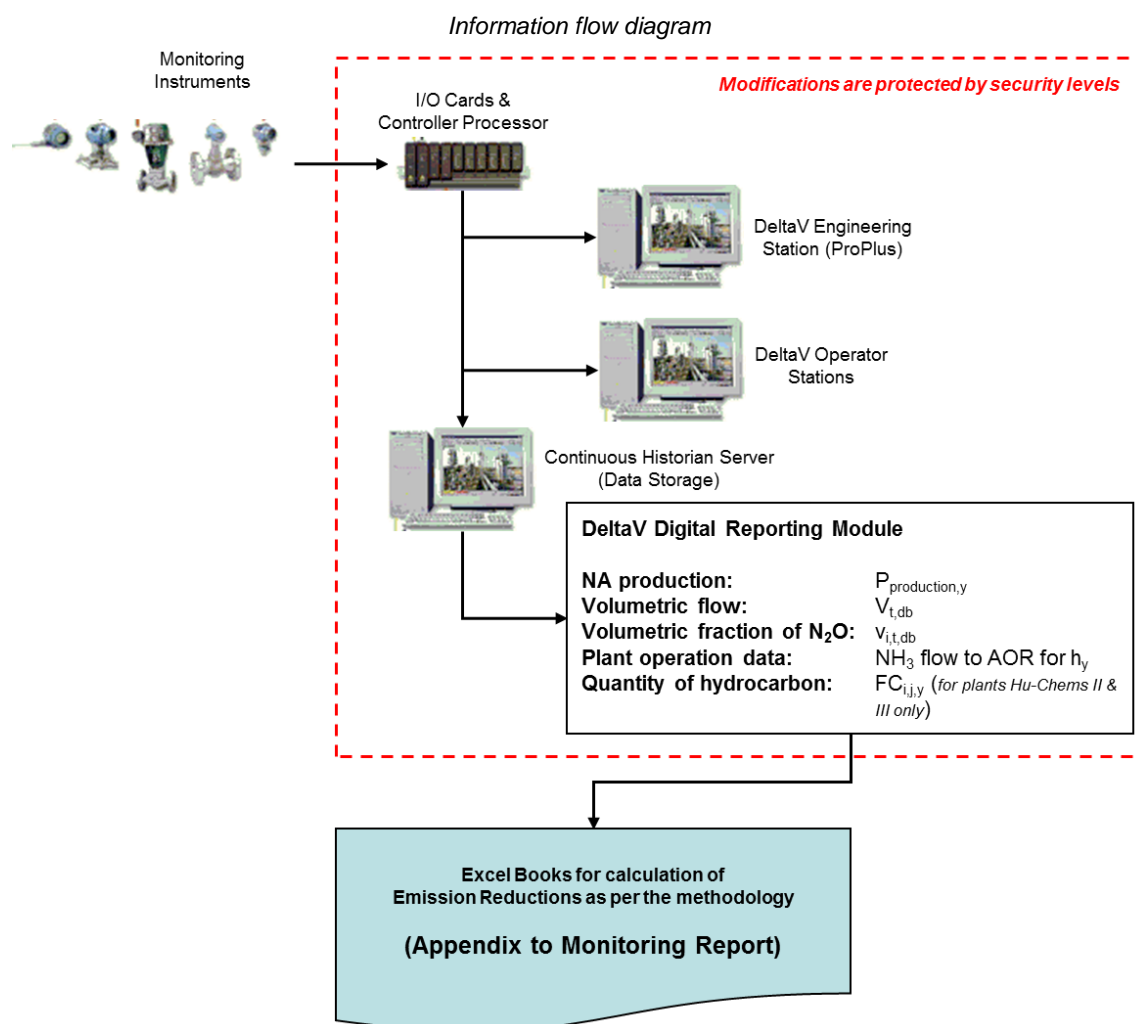 Information flow diagram
Monitoring
Instruments
Modifications are protected by security levels
I/O Cards &
Controller Processor
DeltaV Engineering
Station (ProPlus)
DeltaV Operator
Stations
Continuous Historian Server
(Data Storage)
DeltaV Digital Reporting Module
NA production: Pproduction,y
Volumetric flow: Vt,db
Volumetric fraction of N2O: vi,t,db
Plant operation data: NH3 flow to AOR for hy
Quantity of hydrocarbon: FCi,j,y (for plants Hu-Chems II &
III only)
Excel Books for calculation of
Emission Reductions as per the methodology
(Appendix to Monitoring Report)